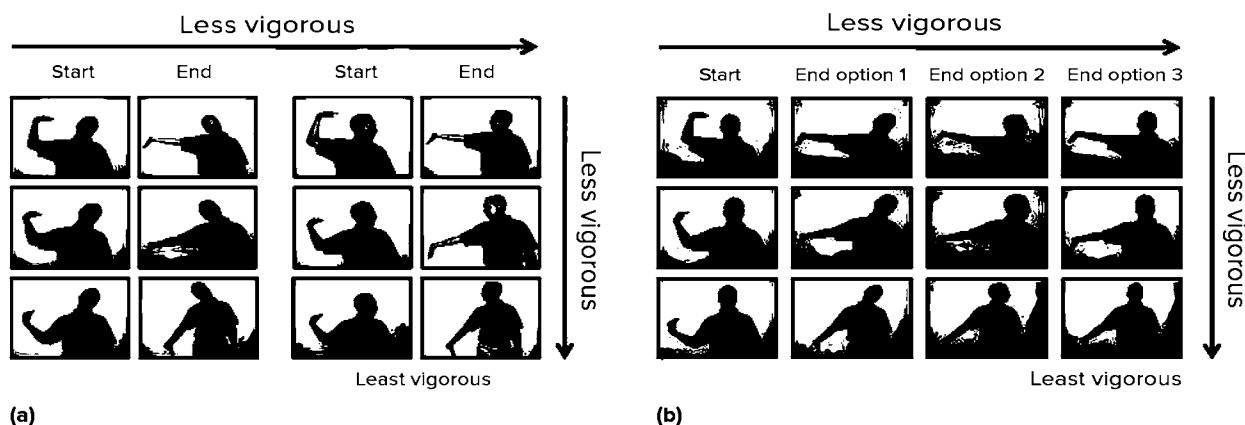 Less vigorous
Start End Start End
Less vigorous
Least vigorous
(a)
Less vigorous
Start End option 1 End option 2 End option 3
Less vigorous
Least vigorous
(b)